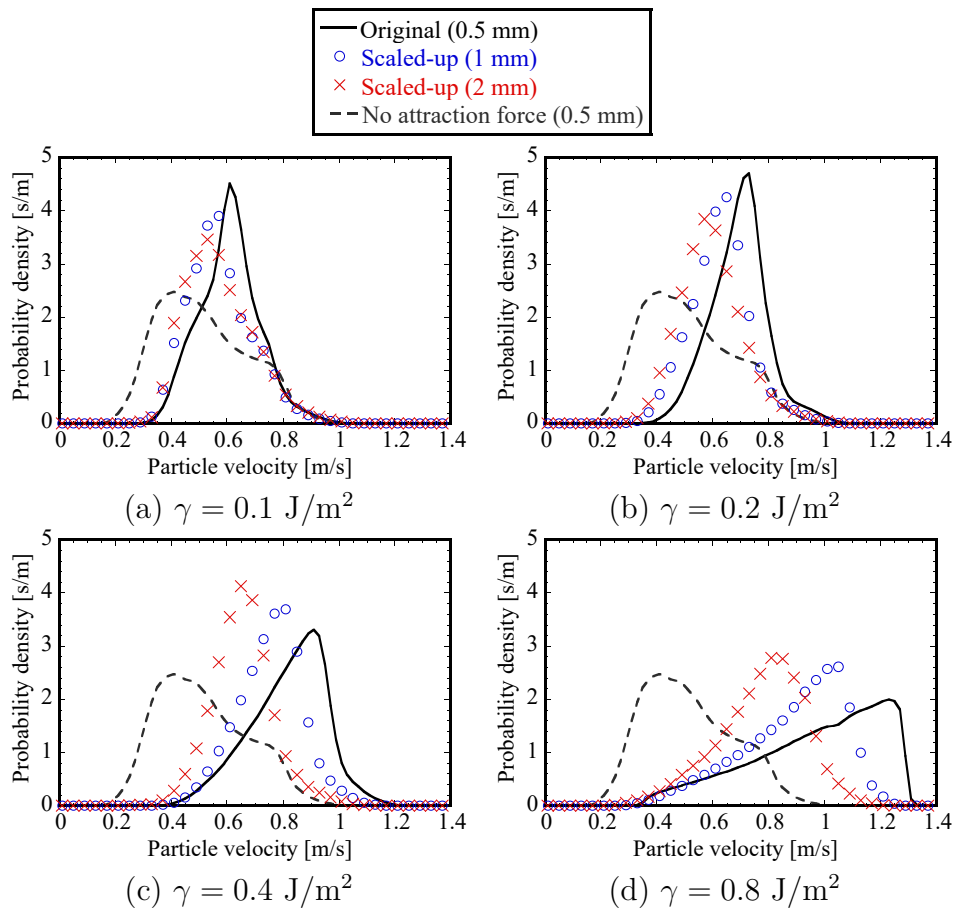 Original (0.5 mm)
Scaled-up (1 mm)
Scaled-up (2 mm)
No attraction force (0.5 mm)
Probability density [s/m]
5
4
3
2
1
0
0 0.2 0.4 0.6 0.8 1 1.2 1.4
Particle velocity [m/s]
(a) γ = 0.1 J/m²
Probability density [s/m]
5
4
3
2
1
0
0 0.2 0.4 0.6 0.8 1 1.2 1.4
Particle velocity [m/s]
(b) γ = 0.2 J/m²
Probability density [s/m]
5
4
3
2
1
0
0 0.2 0.4 0.6 0.8 1 1.2 1.4
Particle velocity [m/s]
(c) γ = 0.4 J/m²
Probability density [s/m]
5
4
3
2
1
0
0 0.2 0.4 0.6 0.8 1 1.2 1.4
Particle velocity [m/s]
(d) γ = 0.8 J/m²